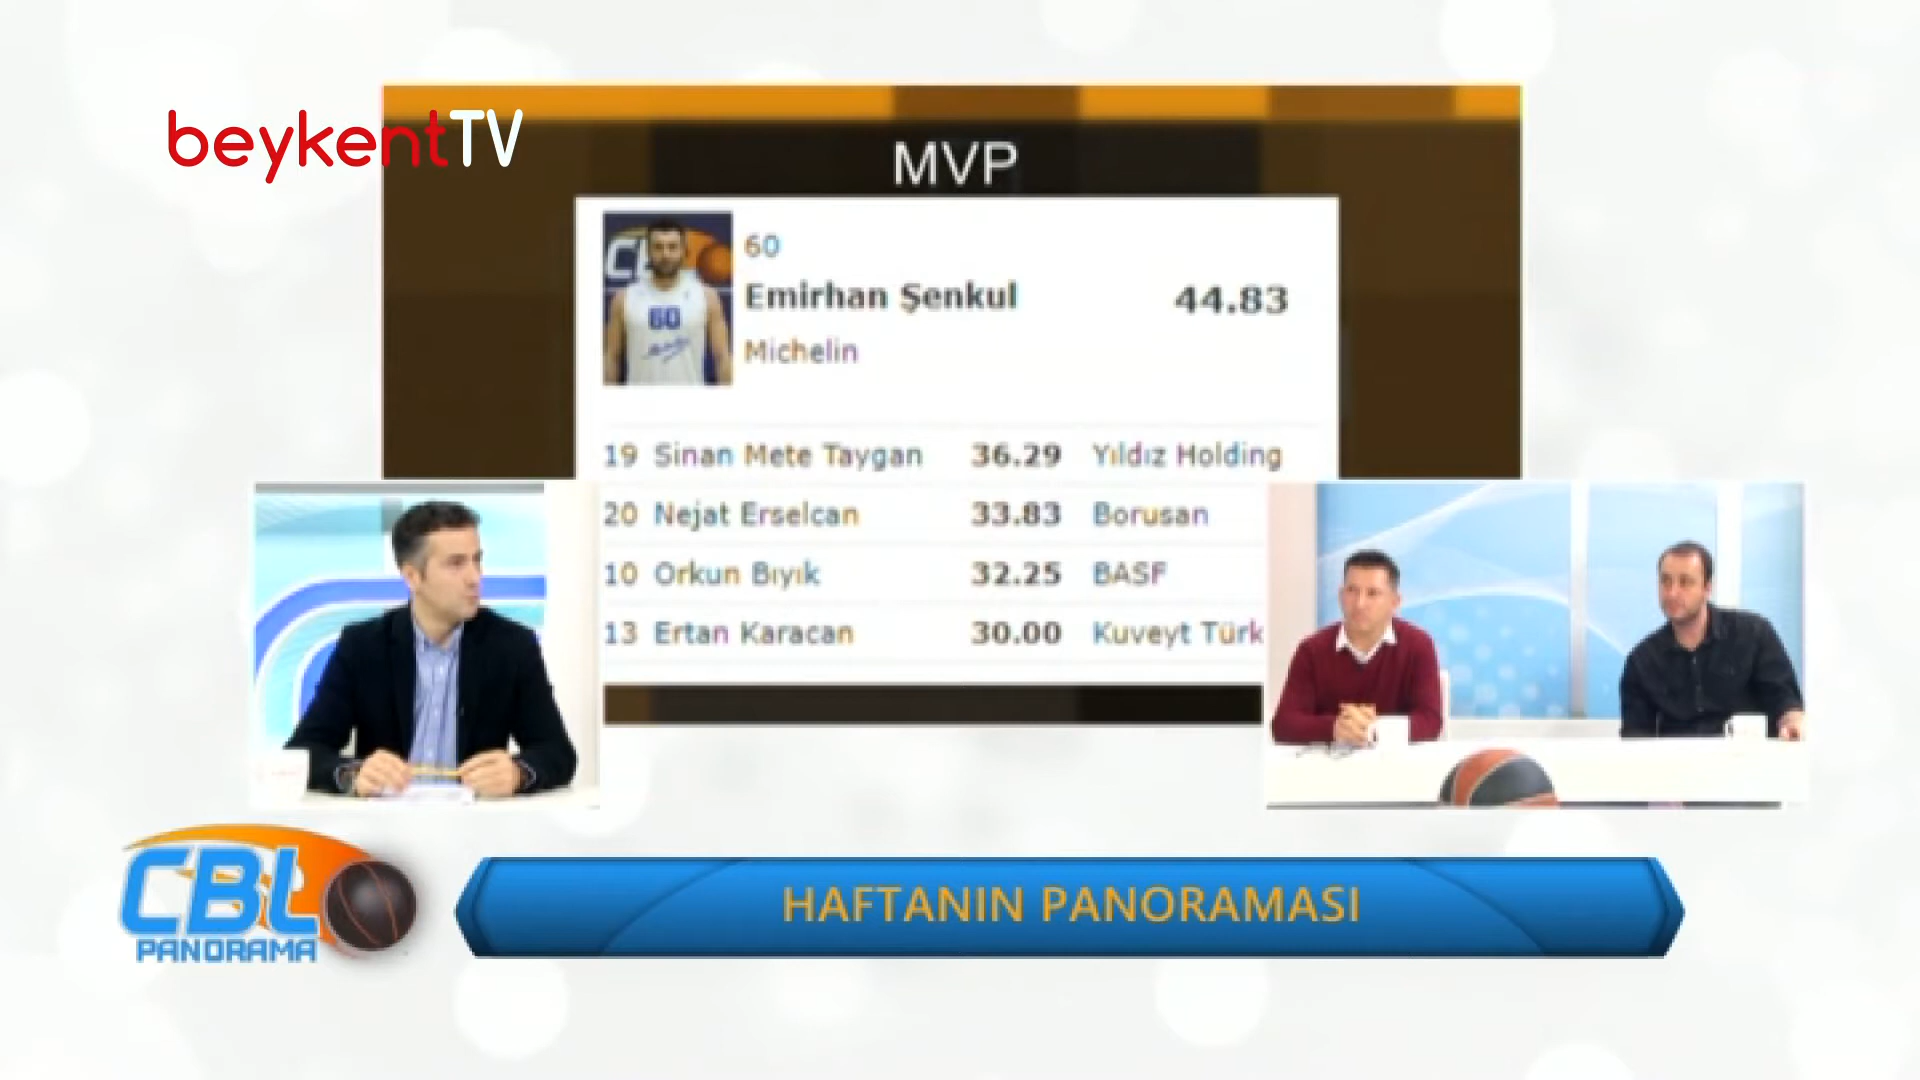 beykentTV
MVP
60
Emirhan Şenkul 44.83
Michelin
19 Sinan Mete Taygan 36.29 Yıldız Holding
20 Nejat Erselcan 33.83 Borusan
10 Orkun Bıyık 32.25 BASF
13 Ertan Karacan 30.00 Kuveyt Türk
CBL
PANORAMA
HAFTANIN PANORAMASI